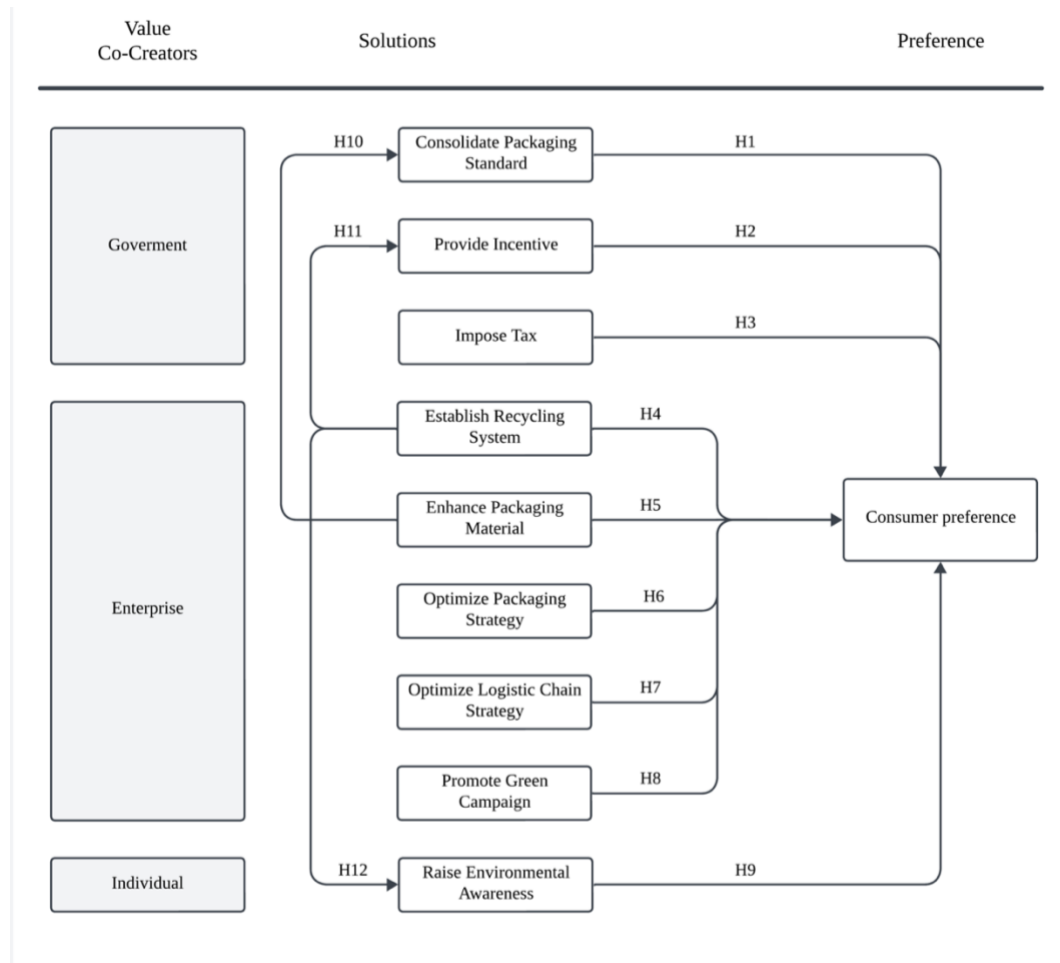 Value
Co-Creators
Solutions
Preference
H10
Consolidate Packaging
Standard
H1
Goverment
H11
Provide Incentive
H2
Impose Tax
H3
Establish Recycling
System
H4
Enhance Packaging
Material
H5
Consumer preference
Enterprise
Optimize Packaging
Strategy
H6
Optimize Logistic Chain
Strategy
H7
Promote Green
Campaign
H8
Individual
H12
Raise Environmental
Awareness
H9